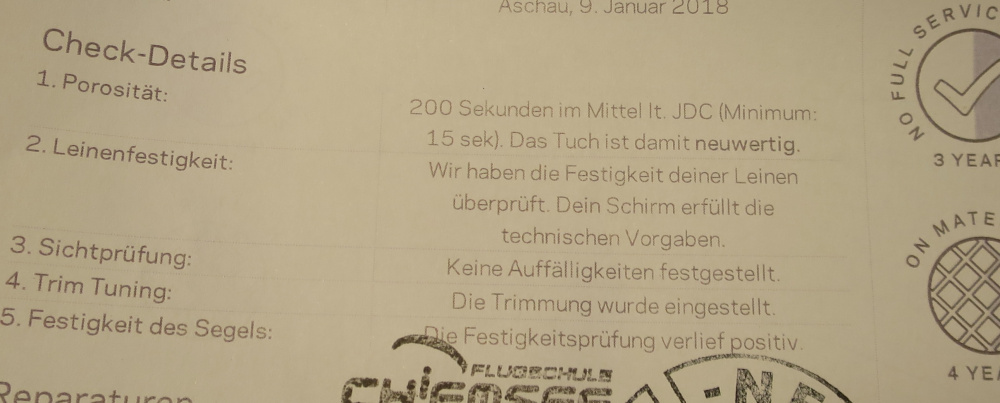 Aschau, 9. Januar 2018
Check-Details
1. Porosität:
200 Sekunden im Mittel lt. JDC (Minimum:
15 sek). Das Tuch ist damit neuwertig.
2. Leinenfestigkeit:
Wir haben die Festigkeit deiner Leinen
überprüft. Dein Schirm erfüllt die
technischen Vorgaben.
3. Sichtprüfung:
Keine Auffälligkeiten festgestellt.
4. Trim Tuning:
Die Trimmung wurde eingestellt.
5. Festigkeit des Segels:
Die Festigkeitsprüfung verlief positiv.
Reparaturen
FLUGSCHULE
CHIEMSEE
NO FULL SERVIC
3 YEAR
ON MATE
4 YEA